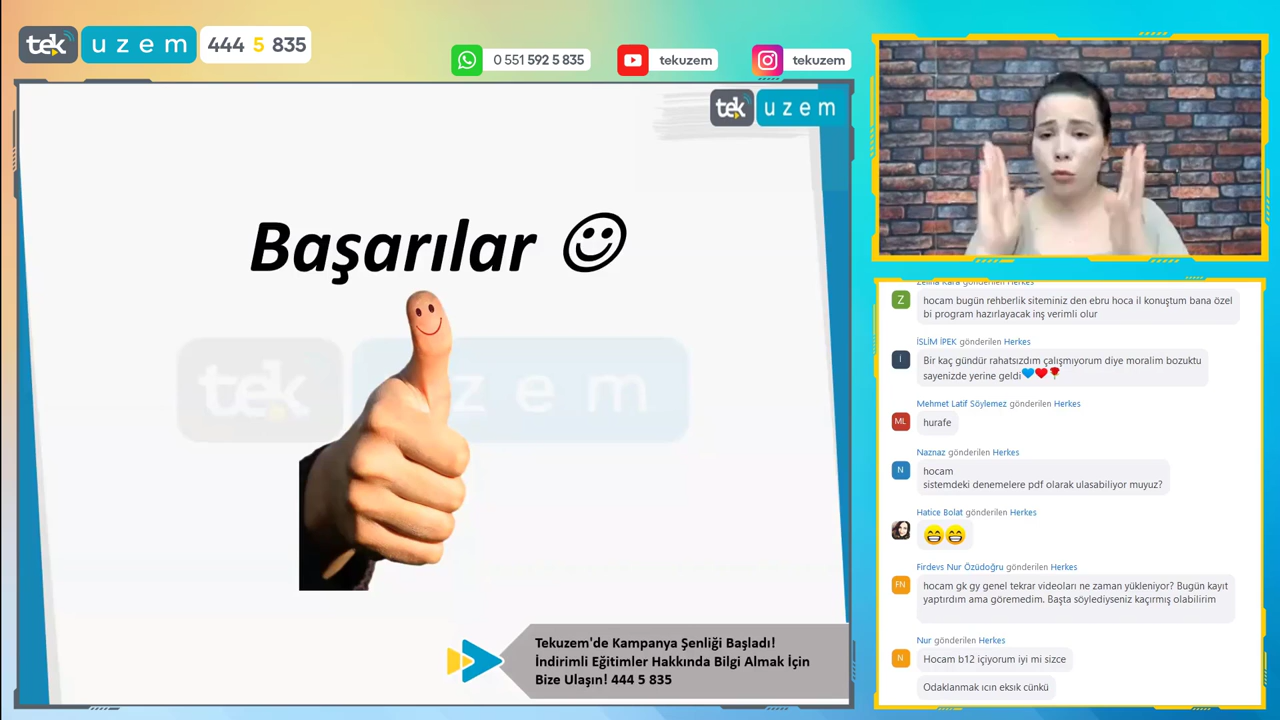 tek uzem 444 5 835
0 551 592 5 835
tekuzem
tekuzem
tek uzem
Başarılar
tek uzem
Tekuzem'de Kampanya Şenliği Başladı!
İndirimli Eğitimler Hakkında Bilgi Almak İçin
Bize Ulaşın! 444 5 835
Zeliha Kara gönderilen Herkes
Z
hocam bugün rehberlik siteminiz den ebru hoca il konuştum bana özel
bi program hazırlayacak inş verimli olur
İSLİM İPEK gönderilen Herkes
İ
Bir kaç gündür rahatsızdım çalışmıyorum diye moralim bozuktu
sayenizde yerine geldi💙❤️🌹
Mehmet Latif Söylemez gönderilen Herkes
ML
hurafe
Naznaz gönderilen Herkes
N
hocam
sistemdeki denemelere pdf olarak ulasabiliyor muyuz?
Hatice Bolat gönderilen Herkes
😁😁
Firdevs Nur Özüdoğru gönderilen Herkes
FN
hocam gk gy genel tekrar videoları ne zaman yükleniyor? Bugün kayıt
yaptırdım ama göremedim. Başta söylediyseniz kaçırmış olabilirim
Nur gönderilen Herkes
N
Hocam b12 içiyorum iyi mi sizce
Odaklanmak ıcın eksık cünkü